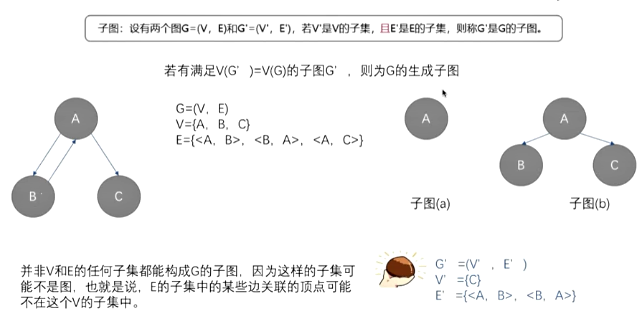 子图：设有两个图G=(V，E)和G'=(V'，E')，若V'是V的子集，且E'是E的子集，则称G'是G的子图。
若有满足V(G')=V(G)的子图G'，则为G的生成子图
G=(V，E)
V={A，B，C}
E={<A，B>，<B，A>，<A，C>}
A
B
C
A
子图(a)
A
B
C
子图(b)
并非V和E的任何子集都能构成G的子图，因为这样的子集可
能不是图，也就是说，E的子集中的某些边关联的顶点可能
不在这个V的子集中。
G' =(V'，E')
V' ={C}
E' ={<A，B>，<B，A>}